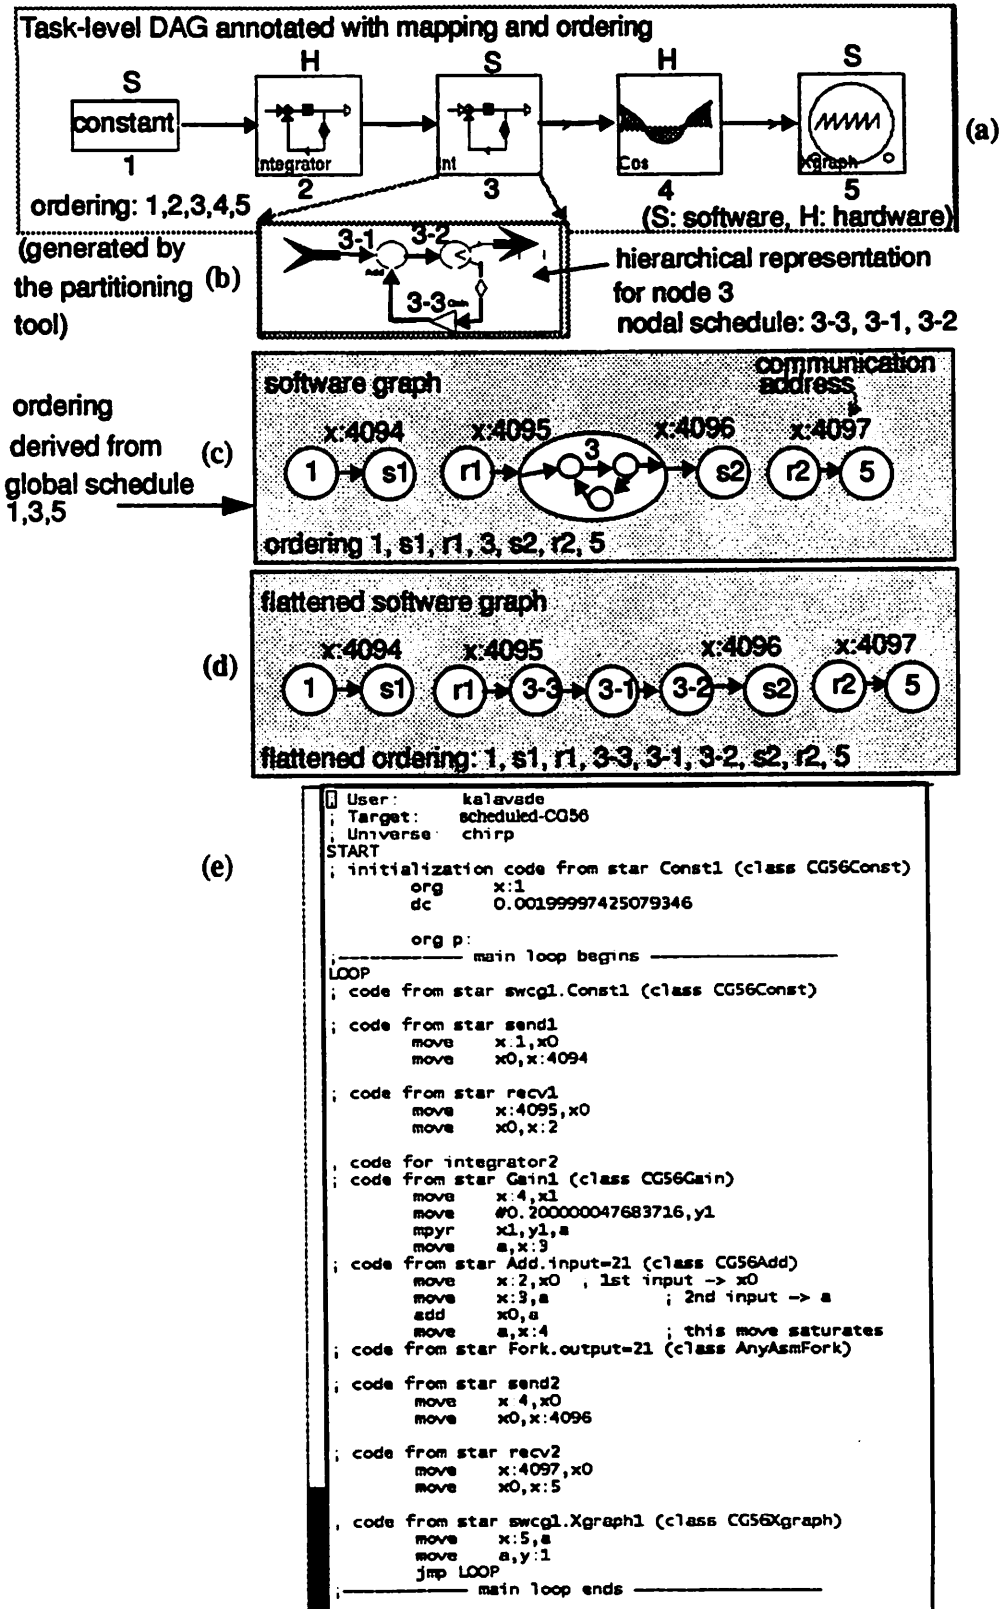 Task-level DAG annotated with mapping and ordering
S H S H S
constant
ntegrator
Int
Cos
Xgraph
1 2 3 4 5
(a)
ordering: 1,2,3,4,5
(S: software, H: hardware)
(generated by
the partitioning
tool)
(b)
3-1 3-2
Add
3-3 Gain
hierarchical representation
for node 3
nodal schedule: 3-3, 3-1, 3-2
communication
address
software graph
ordering
derived from
global schedule
1,3,5
(c)
x:4094 x:4095 x:4096 x:4097
1 s1 r1 3 s2 r2 5
ordering 1, s1, r1, 3, s2, r2, 5
flattened software graph
(d)
x:4094 x:4095 x:4096 x:4097
1 s1 r1 3-3 3-1 3-2 s2 r2 5
flattened ordering: 1, s1, r1, 3-3, 3-1, 3-2, s2, r2, 5
(e)
; User: kalavade
; Target: scheduled-CG56
; Universe: chirp
START
; initialization code from star Const1 (class CG56Const)
org x:1
dc 0.00199997425079346
org p:
;———— main loop begins ————
LOOP
; code from star swcg1.Const1 (class CG56Const)
; code from star send1
move x:1,x0
move x0,x:4094
; code from star recv1
move x:4095,x0
move x0,x:2
; code for integrator2
; code from star Gain1 (class CG56Gain)
move x:4,x1
move #0.200000047683716,y1
mpyr x1,y1,a
move a,x:3
; code from star Add.input=21 (class CG56Add)
move x:2,x0 ; 1st input -> x0
move x:3,a ; 2nd input -> a
add x0,a
move a,x:4 ; this move saturates
; code from star Fork.output=21 (class AnyAsmFork)
; code from star send2
move x:4,x0
move x0,x:4096
; code from star recv2
move x:4097,x0
move x0,x:5
; code from star swcg1.Xgraph1 (class CG56Xgraph)
move x:5,a
move a,y:1
jmp LOOP
;———— main loop ends ————